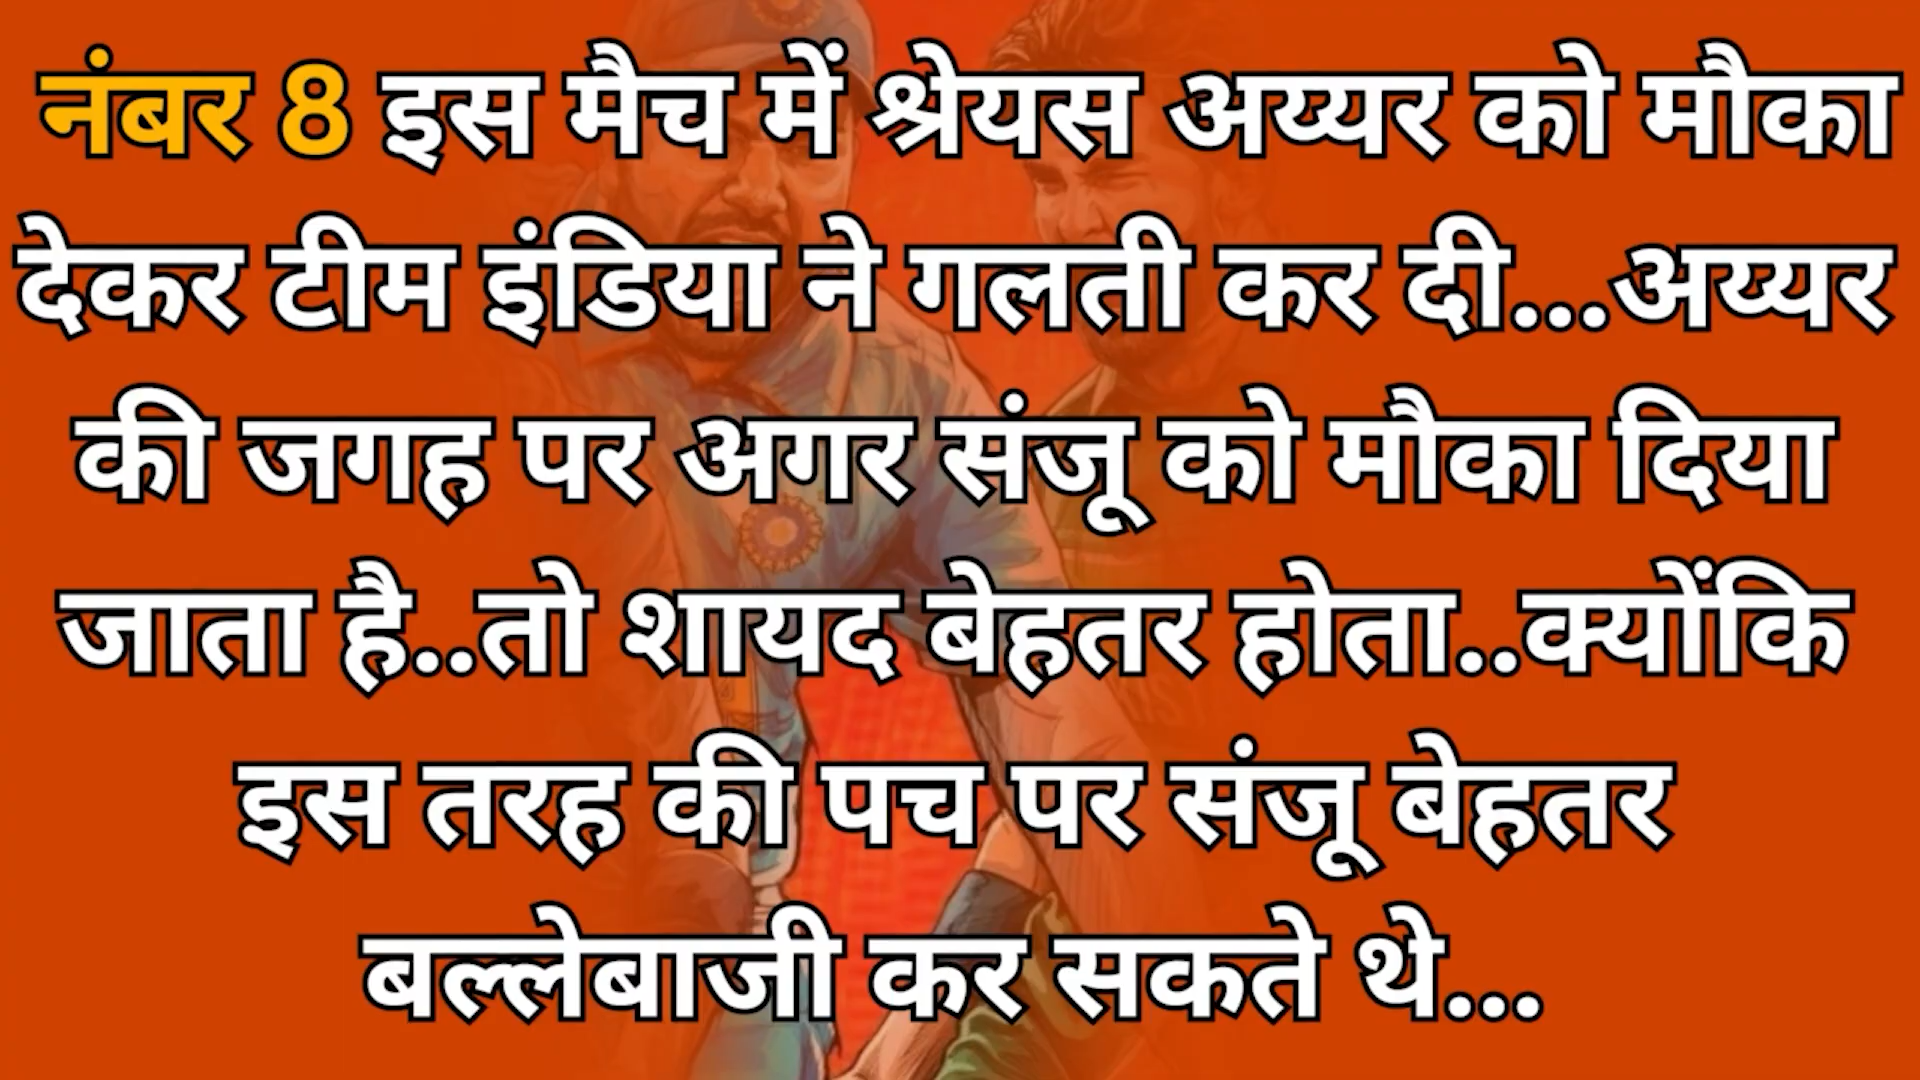 नंबर 8 इस मैच में श्रेयस अय्यर को मौका
देकर टीम इंडिया ने गलती कर दी...अय्यर
की जगह पर अगर संजू को मौका दिया
जाता है..तो शायद बेहतर होता..क्योंकि
इस तरह की पच पर संजू बेहतर
बल्लेबाजी कर सकते थे...